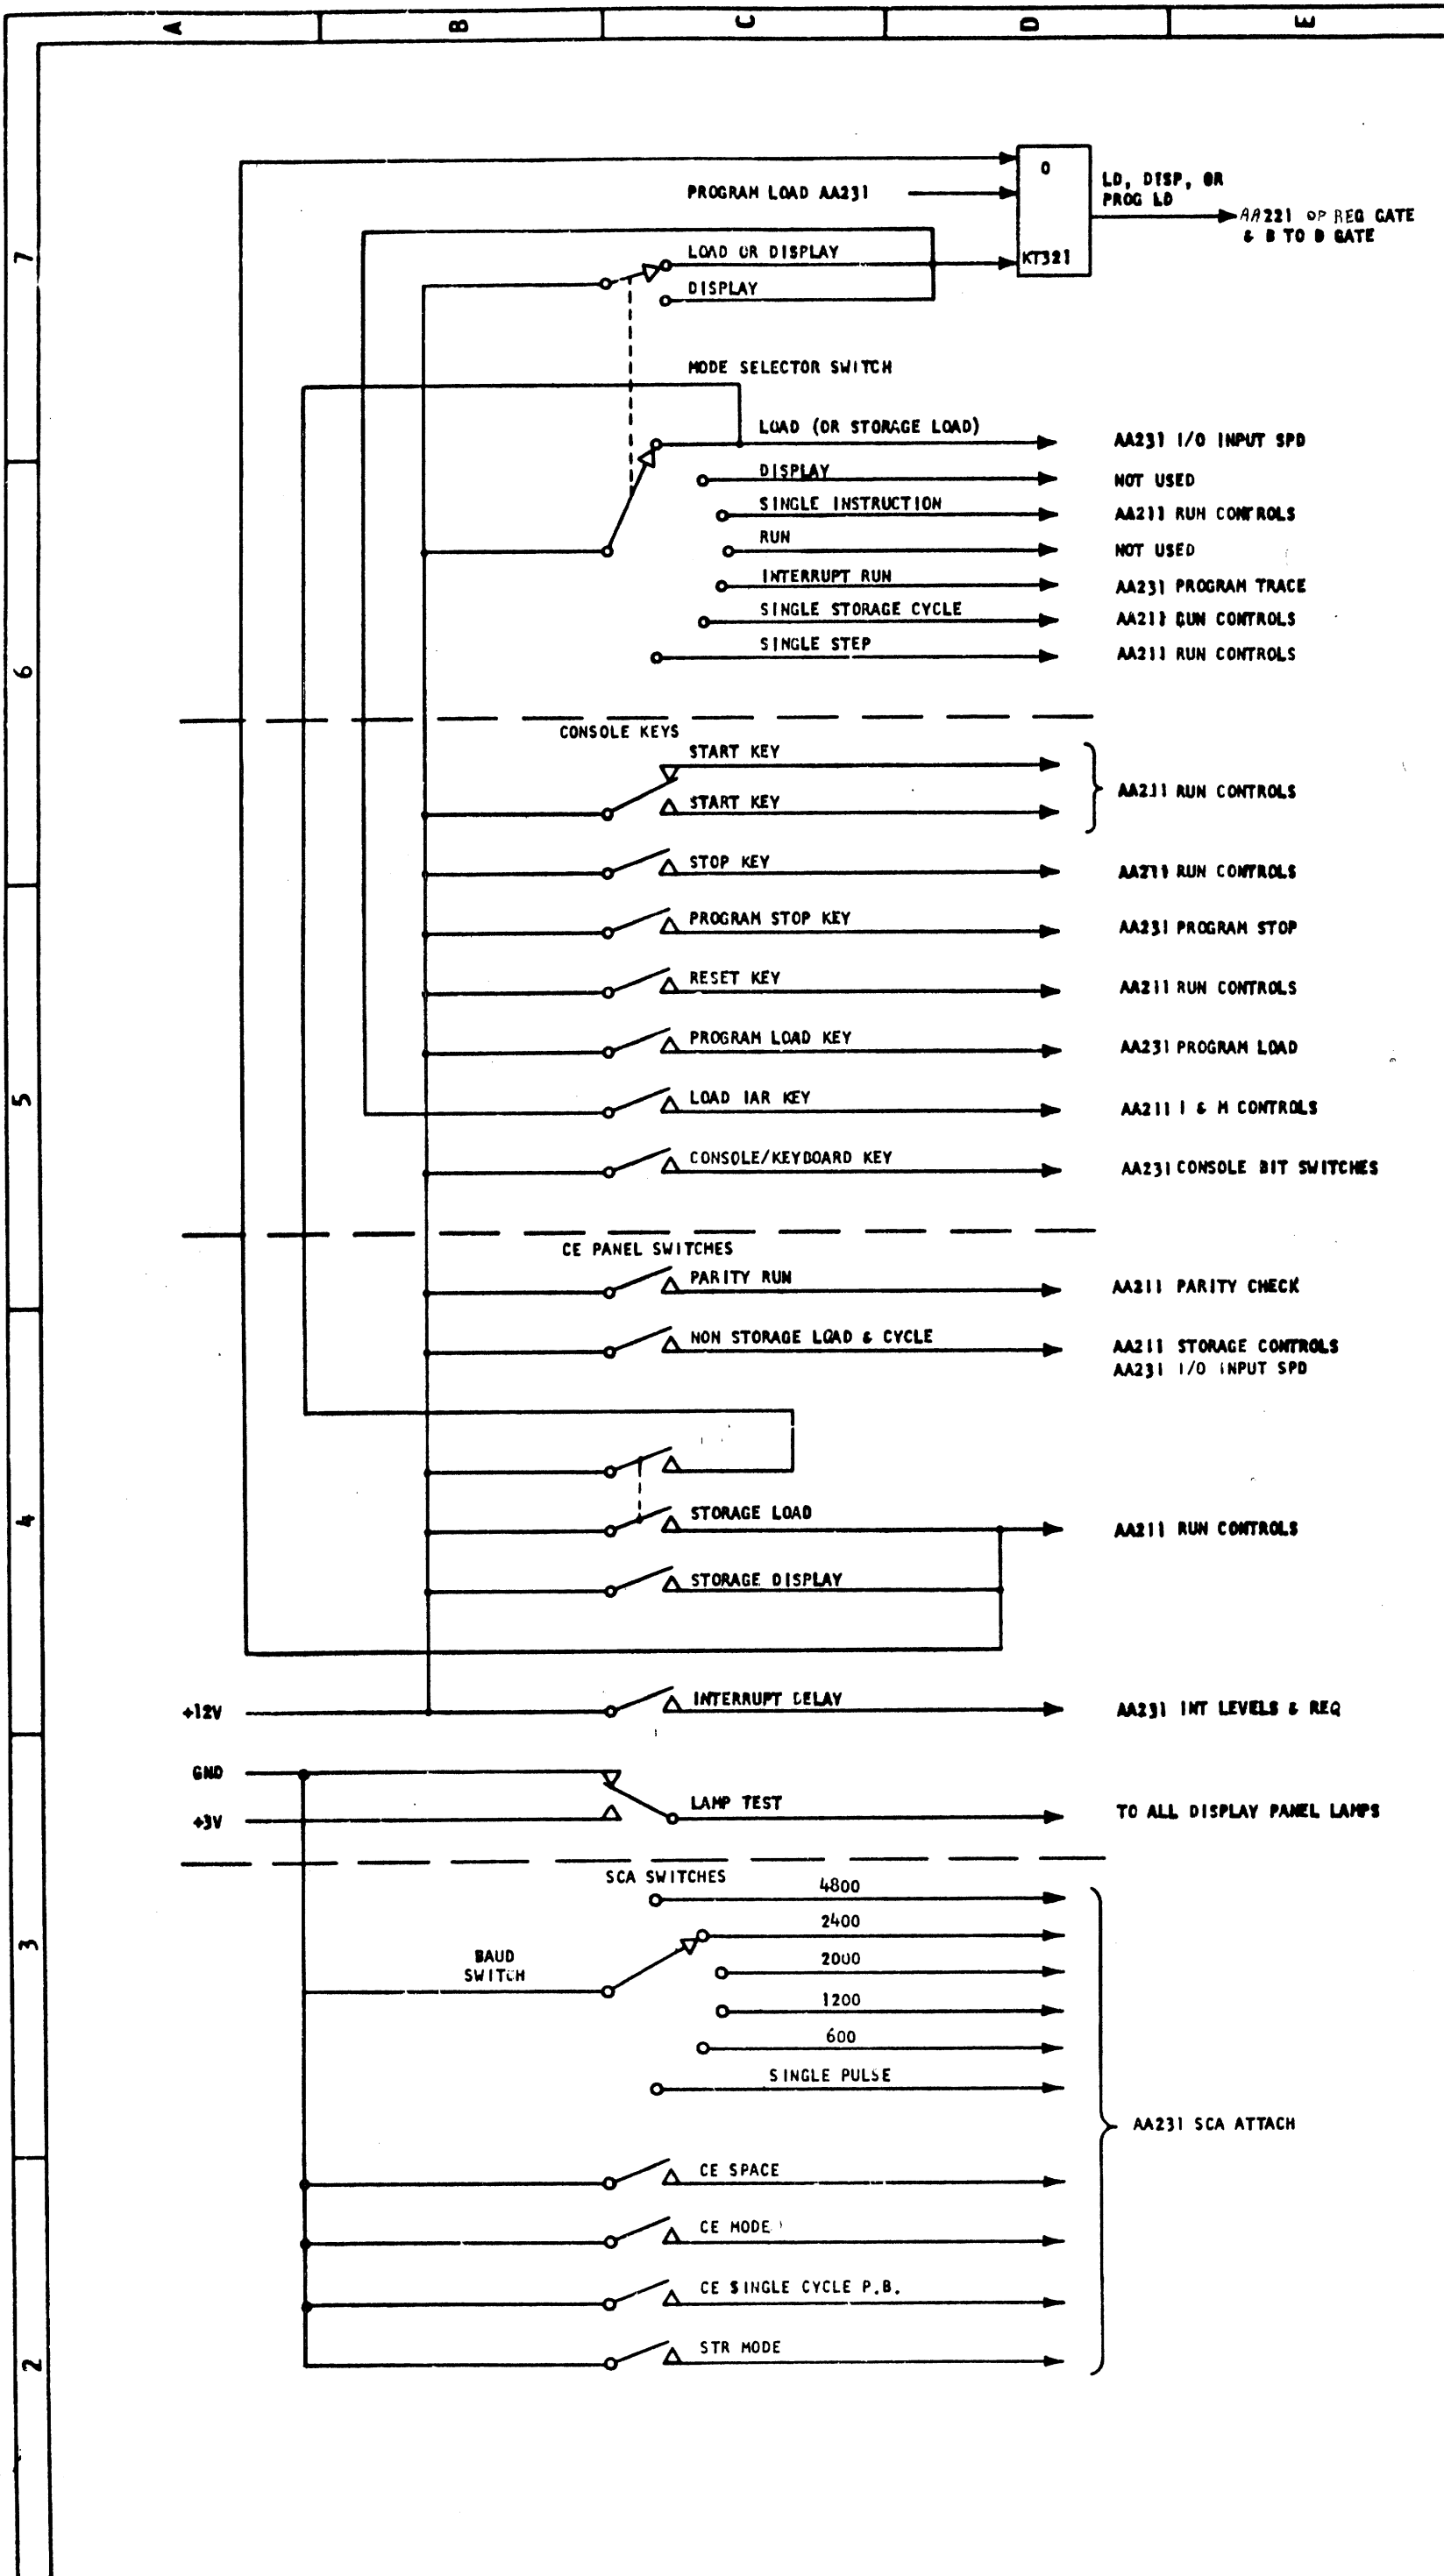 A B C D E
7
6
5
4
3
2
O
PROGRAM LOAD AA231
KT321
LD, DISP, OR
PROG LD
AA221 OP REG GATE
& B TO D GATE
LOAD OR DISPLAY
DISPLAY
MODE SELECTOR SWITCH
LOAD (OR STORAGE LOAD) AA231 I/O INPUT SPD
DISPLAY NOT USED
SINGLE INSTRUCTION AA211 RUN CONTROLS
RUN NOT USED
INTERRUPT RUN AA231 PROGRAM TRACE
SINGLE STORAGE CYCLE AA211 RUN CONTROLS
SINGLE STEP AA211 RUN CONTROLS
CONSOLE KEYS
START KEY
START KEY
AA211 RUN CONTROLS
STOP KEY AA211 RUN CONTROLS
PROGRAM STOP KEY AA231 PROGRAM STOP
RESET KEY AA211 RUN CONTROLS
PROGRAM LOAD KEY AA231 PROGRAM LOAD
LOAD IAR KEY AA211 I & M CONTROLS
CONSOLE/KEYBOARD KEY AA231 CONSOLE BIT SWITCHES
CE PANEL SWITCHES
PARITY RUN AA211 PARITY CHECK
NON STORAGE LOAD & CYCLE AA211 STORAGE CONTROLS
AA231 I/O INPUT SPD
STORAGE LOAD AA211 RUN CONTROLS
STORAGE DISPLAY
+12V INTERRUPT DELAY AA231 INT LEVELS & REQ
GND
+3V LAMP TEST TO ALL DISPLAY PANEL LAMPS
SCA SWITCHES
4800
2400
BAUD
SWITCH
2000
1200
600
SINGLE PULSE
AA231 SCA ATTACH
CE SPACE
CE MODE
CE SINGLE CYCLE P.B.
STR MODE